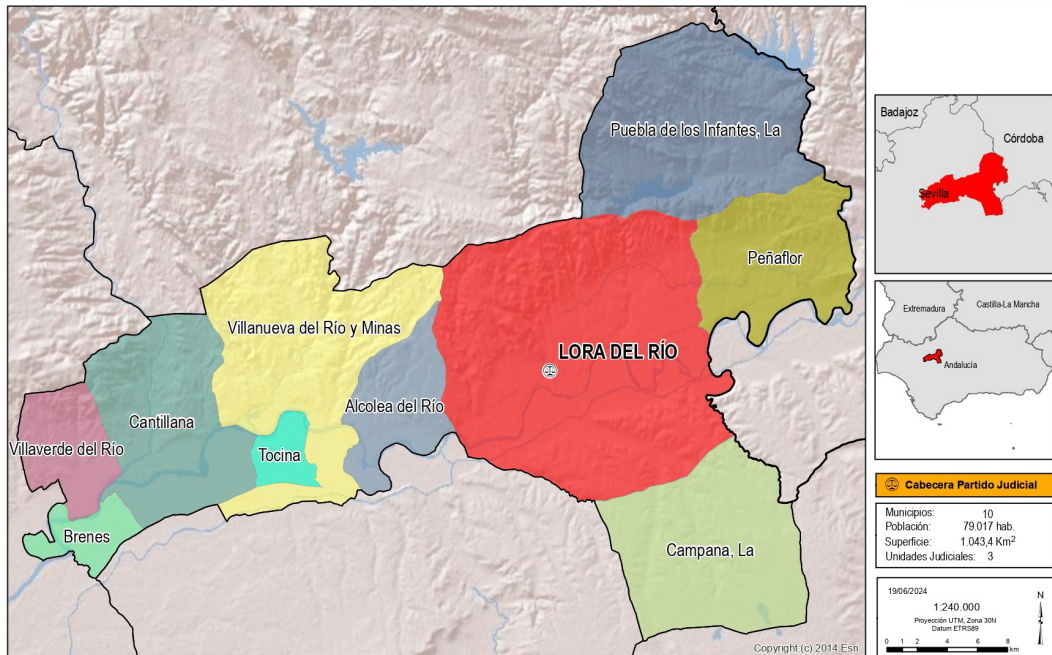 Puebla de los Infantes, La
Peñaflor
Villanueva del Río y Minas
LORA DEL RÍO
Alcolea del Río
Cantillana
Villaverde del Río
Tocina
Brenes
Campana, La
Copyright:(c) 2014 Esri
Badajoz
Córdoba
Sevilla
Extremadura
Castilla-La Mancha
Andalucía
Cabecera Partido Judicial
Municipios: 10
Población: 79.017 hab.
Superficie: 1.043,4 Km²
Unidades Judiciales: 3
19/06/2024
N
1:240.000
Proyección UTM, Zona 30N
Datum ETRS89
0 1 2 4 6 8
km